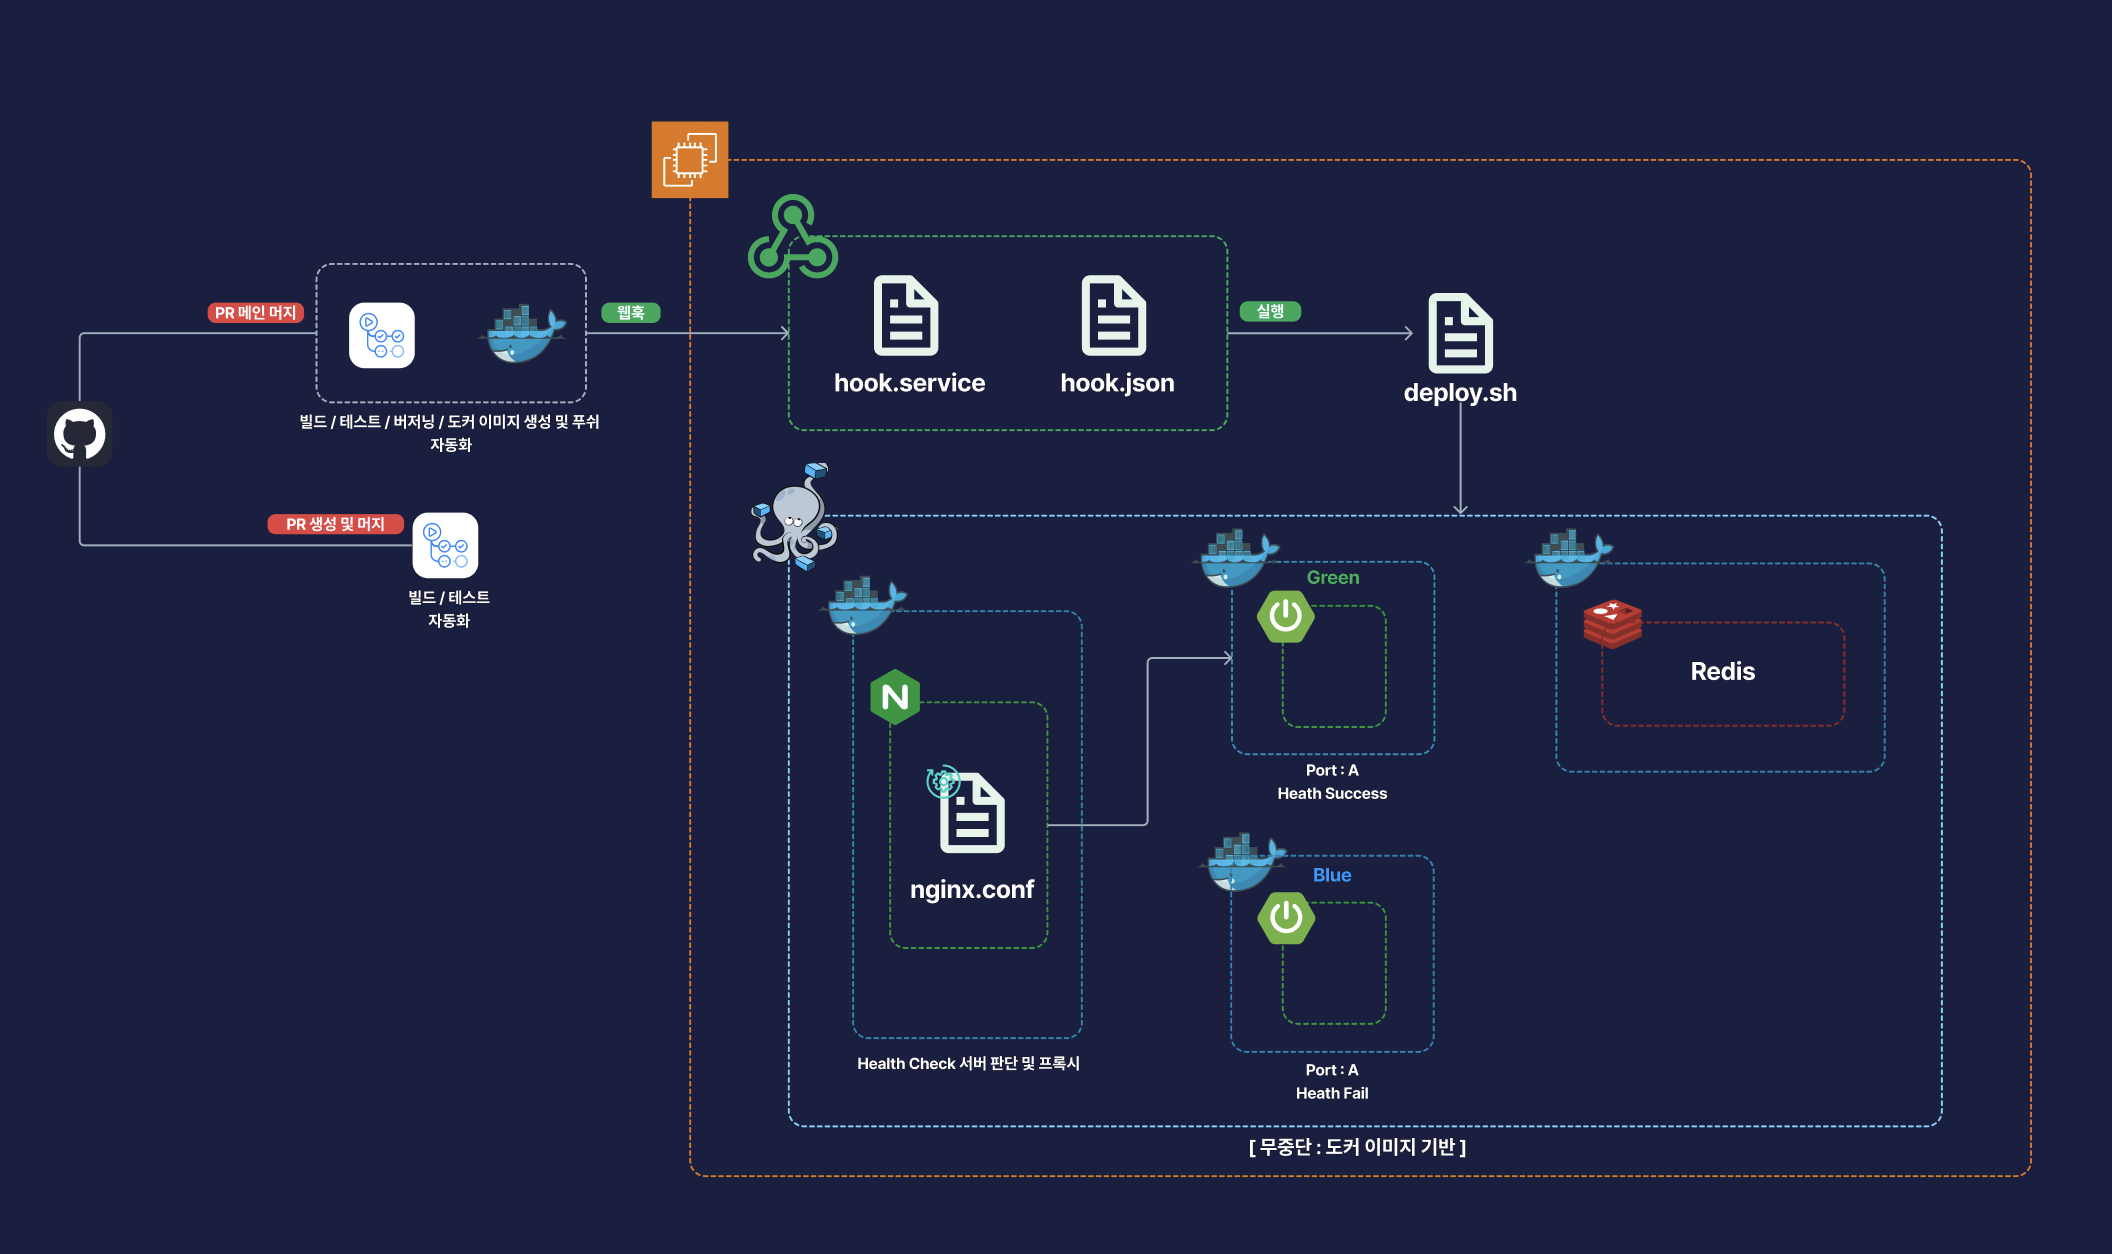 PR 메인 머지
웹훅
빌드 / 테스트 / 버저닝 / 도커 이미지 생성 및 푸쉬
자동화
PR 생성 및 머지
빌드 / 테스트
자동화
hook.service
hook.json
실행
deploy.sh
N
nginx.conf
Health Check 서버 판단 및 프록시
Green
Port : A
Heath Success
Blue
Port : A
Heath Fail
Redis
[ 무중단 : 도커 이미지 기반 ]